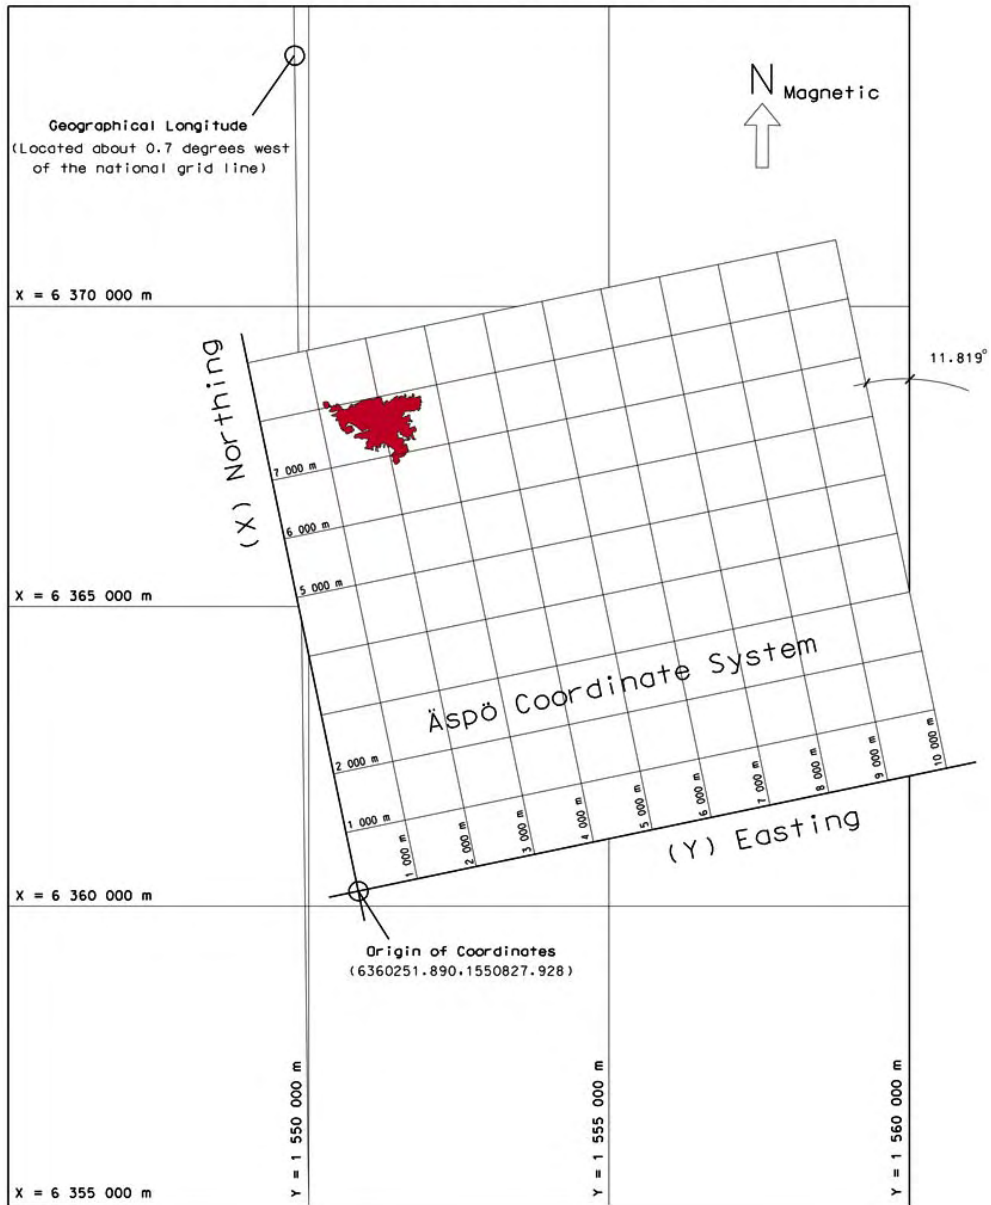 N Magnetic
Geographical Longitude
(Located about 0.7 degrees west
of the national grid line)
X = 6 370 000 m
11.819°
(X) Northing
7 000 m
6 000 m
5 000 m
X = 6 365 000 m
Äspö Coordinate System
2 000 m
1 000 m
1 000 m
2 000 m
3 000 m
4 000 m
5 000 m
6 000 m
7 000 m
8 000 m
9 000 m
10 000 m
(Y) Easting
X = 6 360 000 m
Origin of Coordinates
(6360251.890,1550827.928)
Y = 1 550 000 m
Y = 1 555 000 m
Y = 1 560 000 m
X = 6 355 000 m